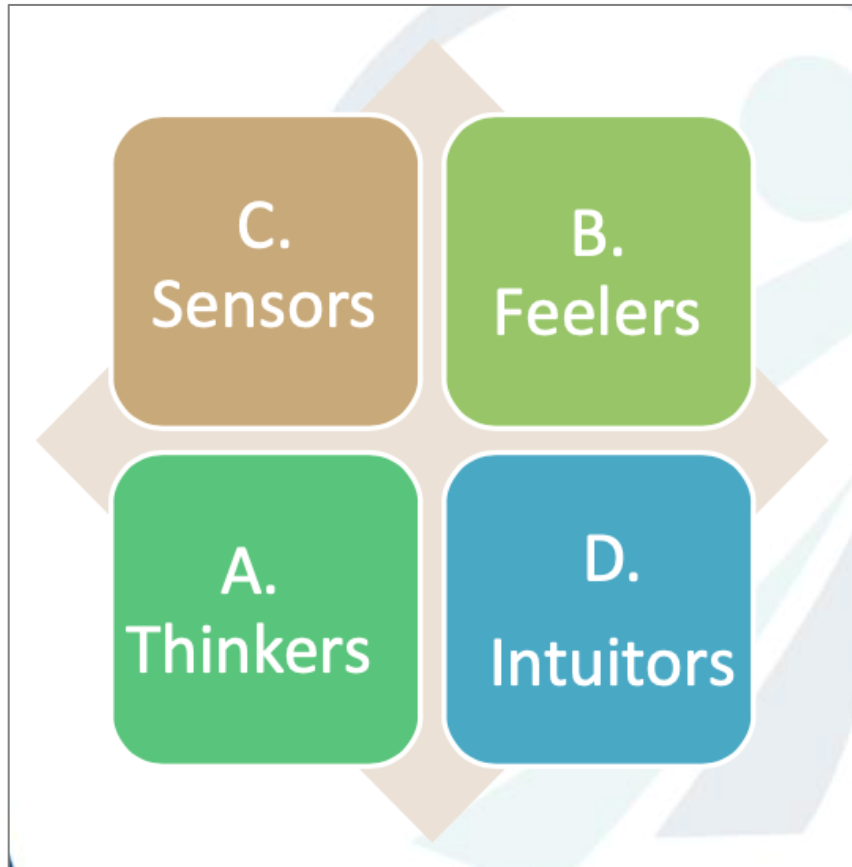 C.
Sensors
B.
Feelers
A.
Thinkers
D.
Intuitors